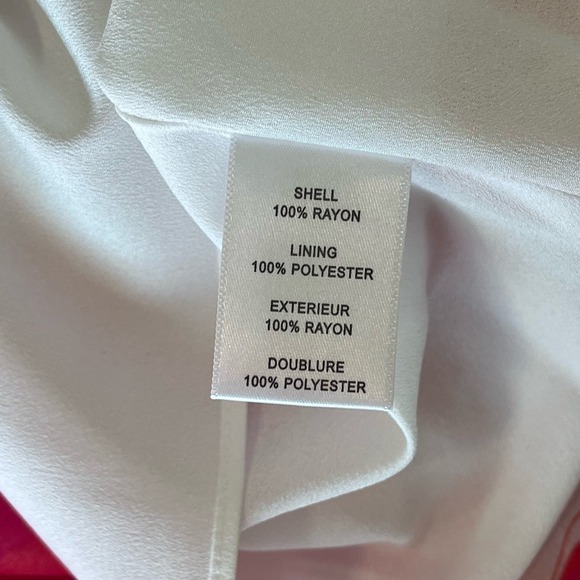 SHELL
100% RAYON
LINING
100% POLYESTER
EXTERIEUR
100% RAYON
DOUBLURE
100% POLYESTER